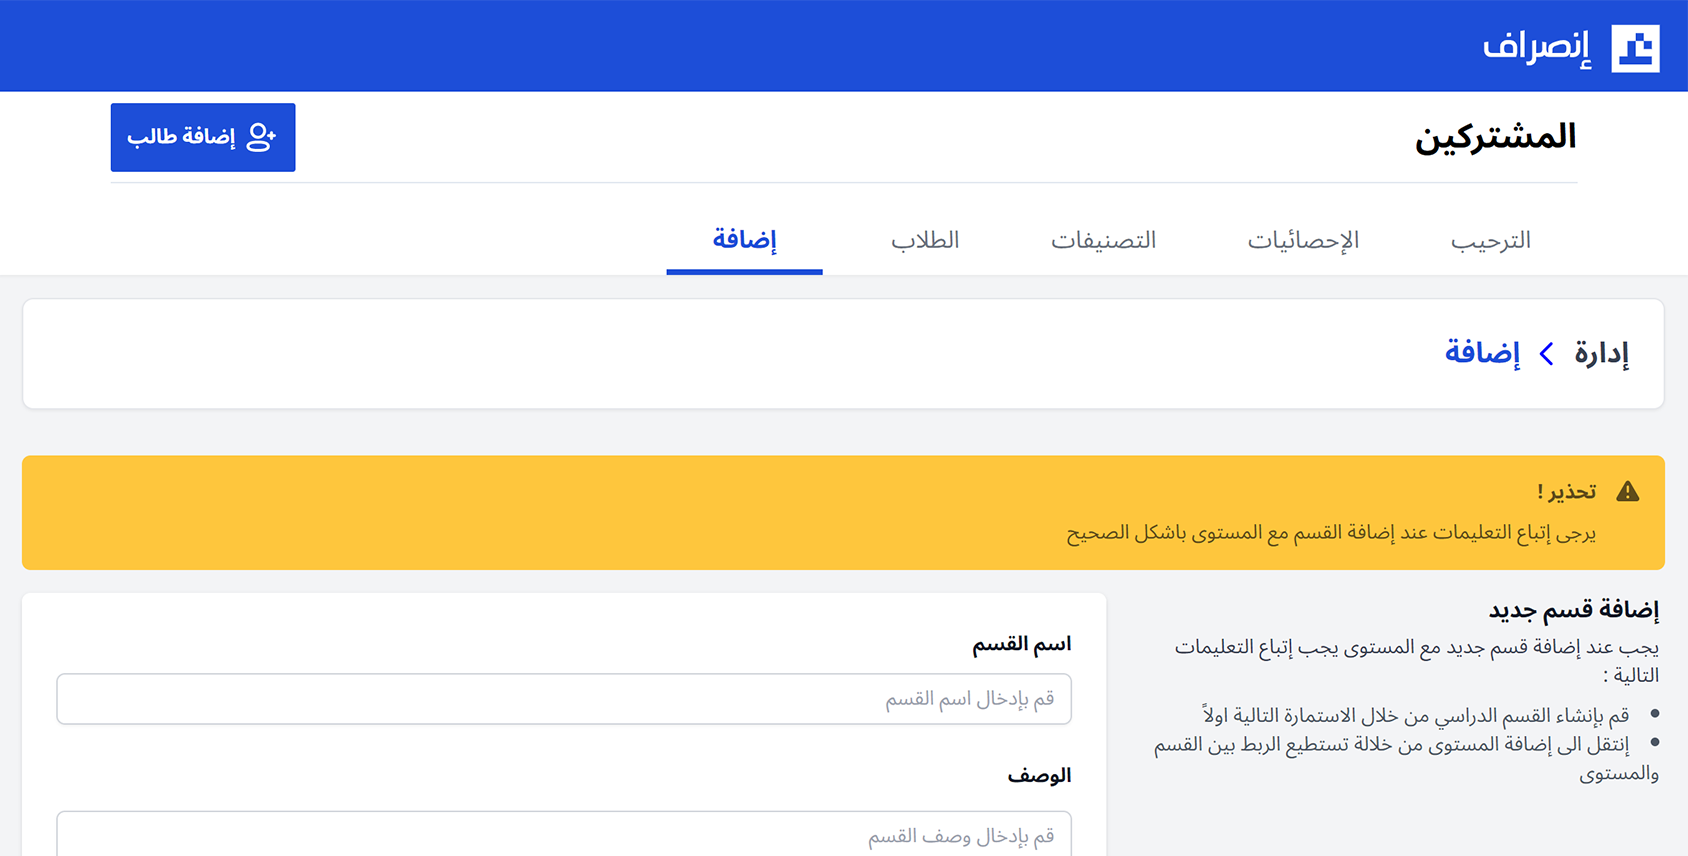 إنصراف
المشتركين
إضافة طالب
الترحيب
الإحصائيات
التصنيفات
الطلاب
إضافة
إدارة
إضافة
تحذير !
يرجى إتباع التعليمات عند إضافة القسم مع المستوى باشكل الصحيح
إضافة قسم جديد
يجب عند إضافة قسم جديد مع المستوى يجب إتباع التعليمات
التالية :
قم بإنشاء القسم الدراسي من خلال الاستمارة التالية اولاً
إنتقل الى إضافة المستوى من خلالة تستطيع الربط بين القسم
والمستوى
اسم القسم
قم بإدخال اسم القسم
الوصف
قم بإدخال وصف القسم